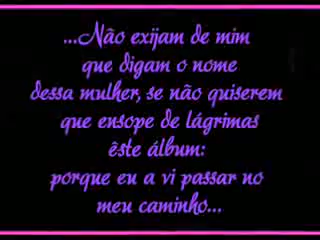 ...Não exijam de mim
que digam o nome
dessa mulher, se não quiserem
que ensope de lágrimas
êste álbum:
porque eu a vi passar no
meu caminho...